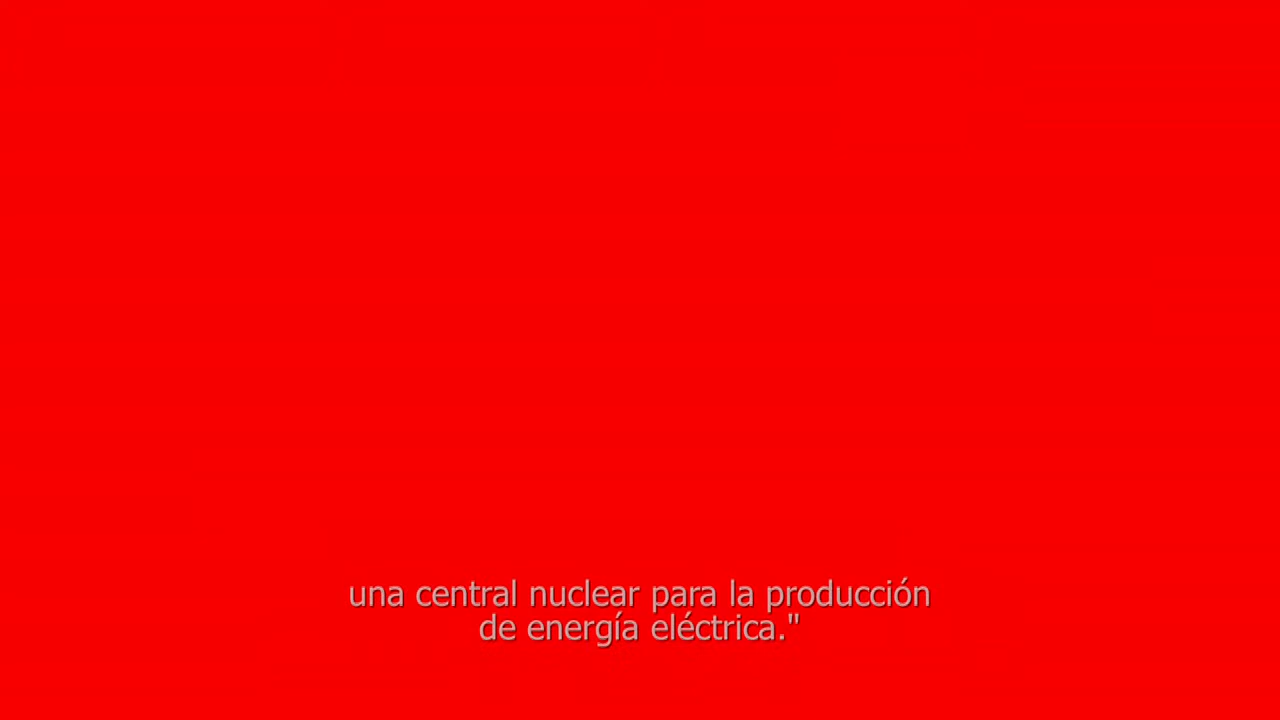 una central nuclear para la producción
de energía eléctrica."